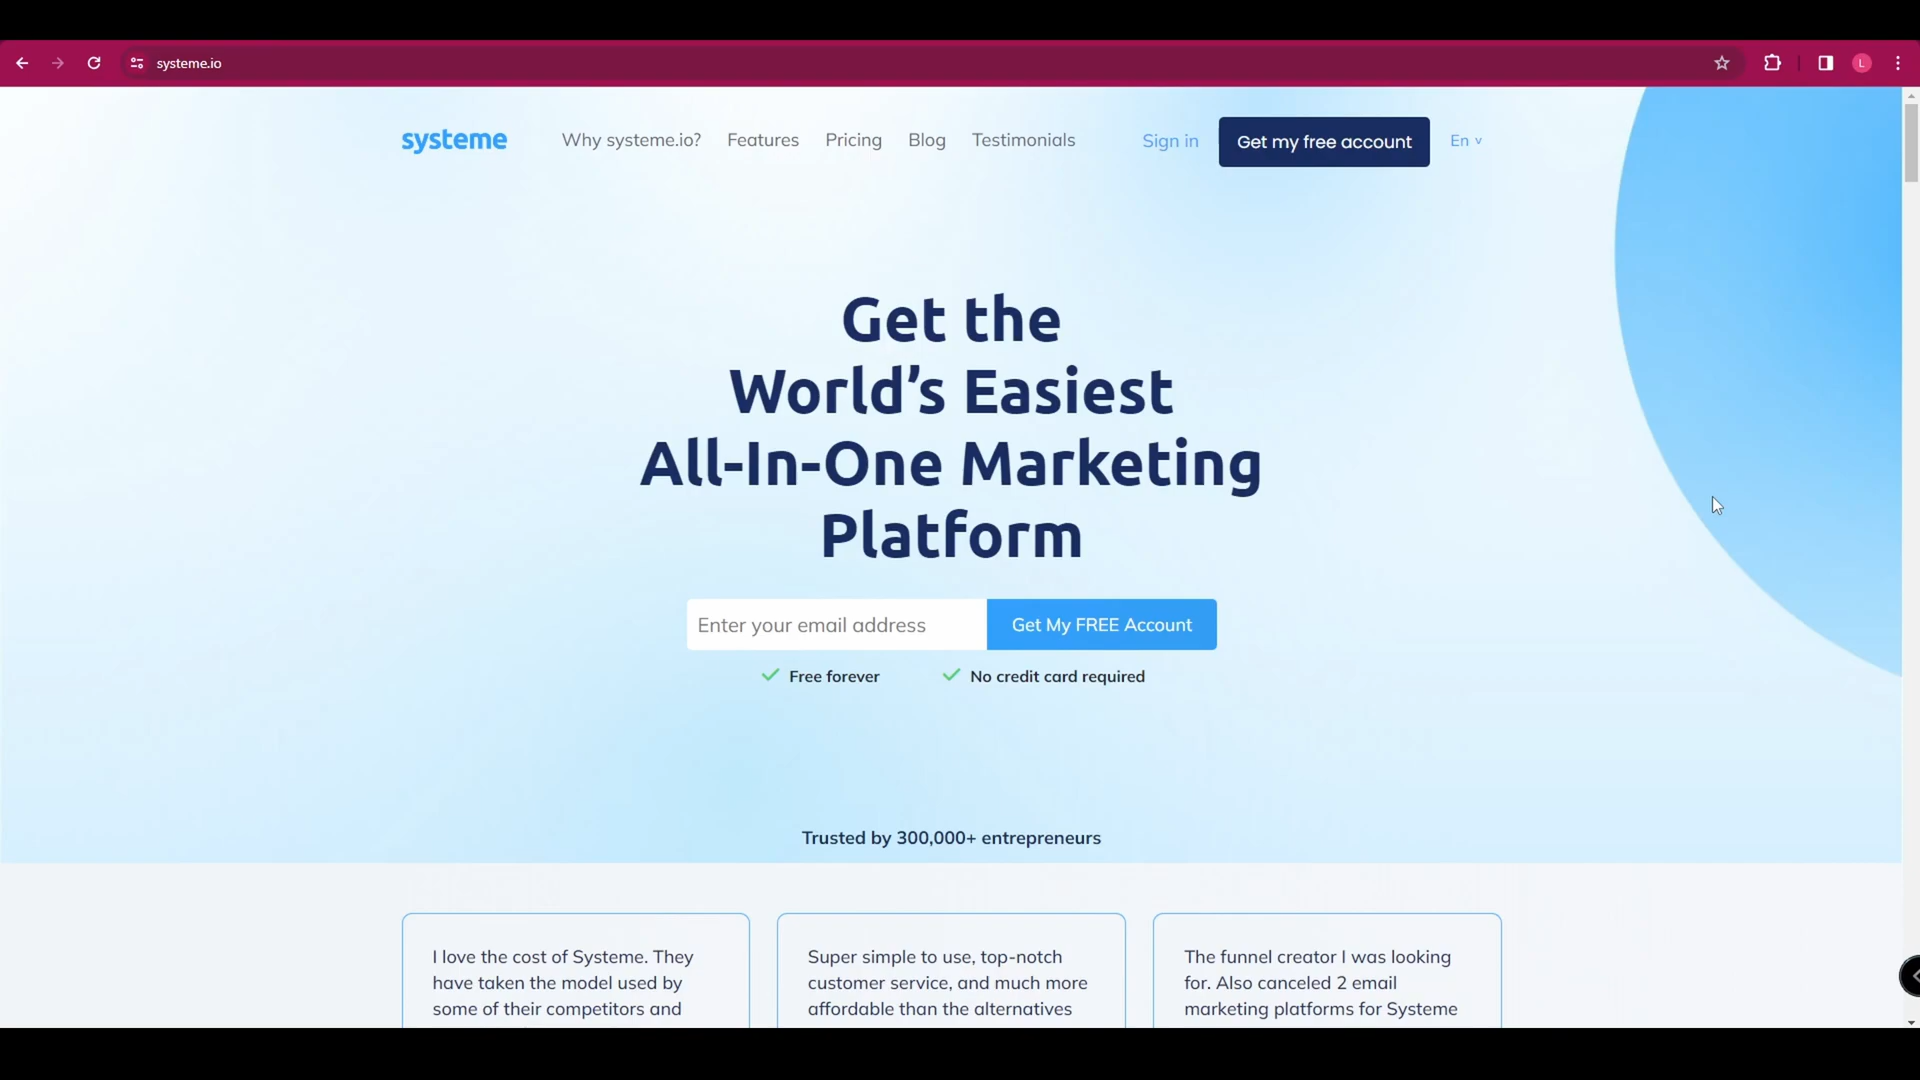 systeme.io
L
systeme
Why systeme.io?
Features
Pricing
Blog
Testimonials
Sign in
Get my free account
En v
Get the
World’s Easiest
All-In-One Marketing
Platform
Enter your email address
Get My FREE Account
Free forever
No credit card required
Trusted by 300,000+ entrepreneurs
I love the cost of Systeme. They
have taken the model used by
some of their competitors and
Super simple to use, top-notch
customer service, and much more
affordable than the alternatives
The funnel creator I was looking
for. Also canceled 2 email
marketing platforms for Systeme